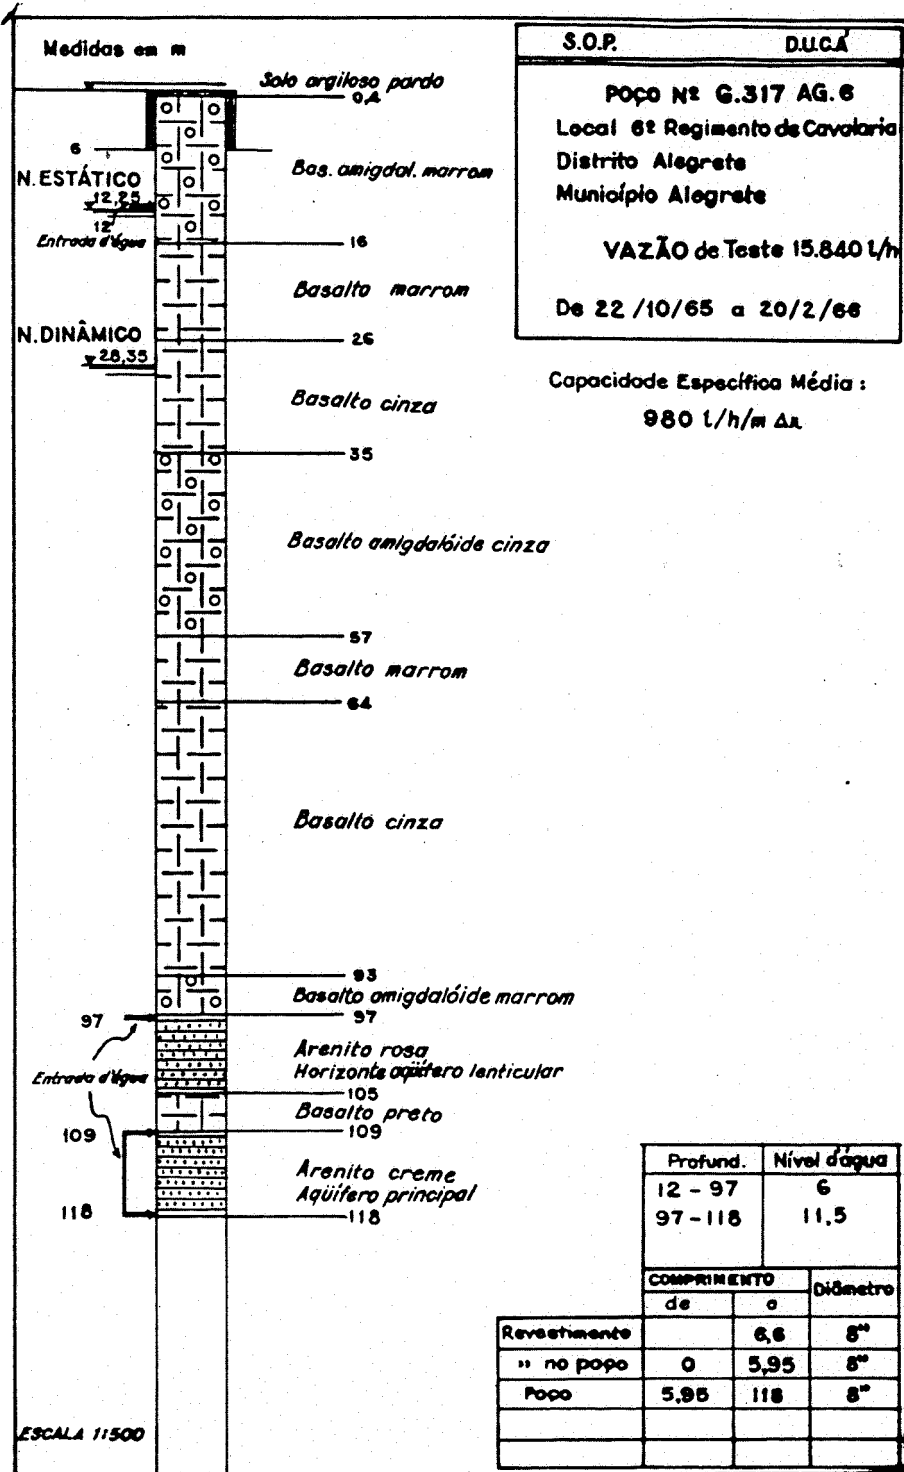 Medidas em m
S.O.P. D.U.C.A
POÇO Nº G.317 AG.6
Local 6º Regimento de Cavalaria
Distrito Alegrete
Município Alegrete
VAZÃO de Teste 15.840 l/h
De 22/10/65 a 20/2/66
Capacidade Específica Média :
980 l/h/m Δ
Solo argiloso pardo
0,4
6
Bas. amigdal. marrom
N. ESTÁTICO
12,25
12
Entrada d'água
16
Basalto marrom
N. DINÂMICO
26
28,35
Basalto cinza
35
Basalto amigdalóide cinza
57
Basalto marrom
64
Basalto cinza
93
Basalto amigdalóide marrom
97
97
Arenito rosa
Horizonte aqüífero lenticular
Entrada d'água
105
Basalto preto
109
109
Arenito creme
Aqüífero principal
118
118
Profund. Nível d'água
12 - 97 6
97 - 118 11,5
COMPRIMENTO Diâmetro
de a
Revestimento 6,6 8"
" no poço 0 5,95 8"
Poço 5,95 118 8"
ESCALA 1:500